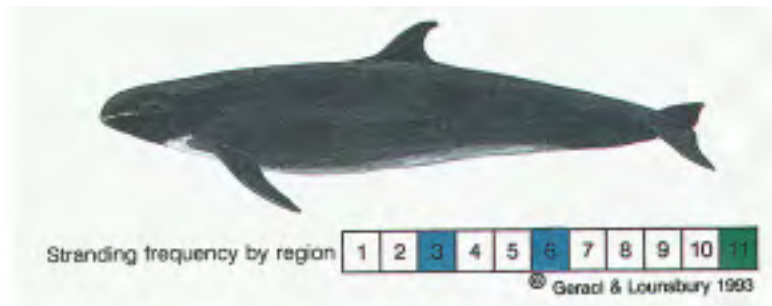 Stranding frequency by region 1 2 3 4 5 6 7 8 9 10 11
® Geraci & Lounsbury 1993